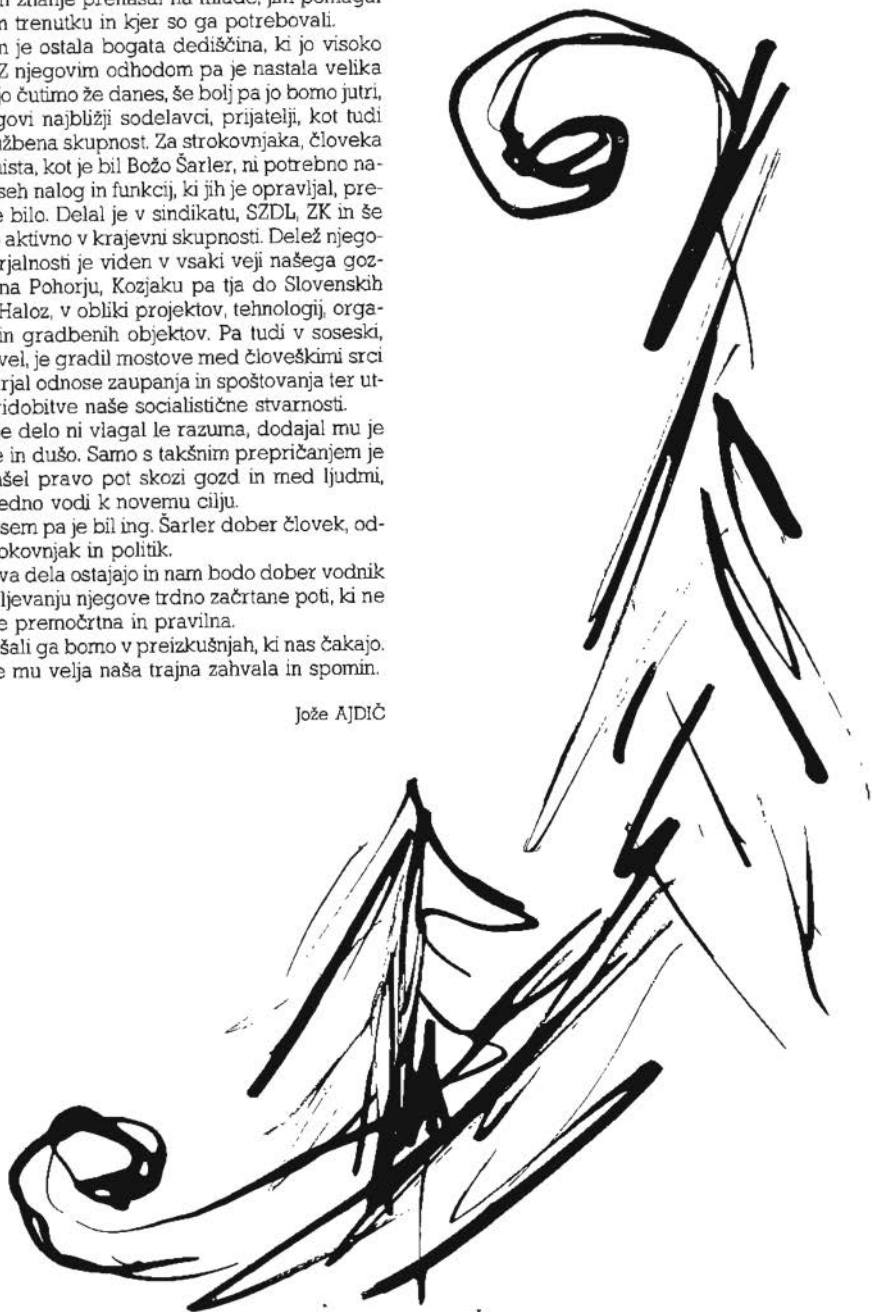 znanje prenašal na mlade, jim pomagal
m trenutku in kjer so ga potrebovali.
n je ostala bogata dediščina, ki jo visoko
Z njegovim odhodom pa je nastala velika
jo čutimo že danes, še bolj pa jo bomo jutri,
govi najbližji sodelavci, prijatelji, kot tudi
užbena skupnost. Za strokovnjaka, človeka
nista, kot je bil Božo Šarler, ni potrebno na-
seh nalog in funkcij, ki jih je opravljal, pre-
e bilo. Delal je v sindikatu, SZDL, ZK in še
aktivno v krajevni skupnosti. Delež njego-
rjalnosti je viden v vsaki veji našega goz-
na Pohorju, Kozjaku pa tja do Slovenskih
Haloz, v obliki projektov, tehnologij, orga-
in gradbenih objektov. Pa tudi v soseski,
vel, je gradil mostove med človeškimi srci
rjal odnose zaupanja in spoštovanja ter ut-
ridobitve naše socialistične stvarnosti.
e delo ni vlagal le razuma, dodajal mu je
e in dušo. Samo s takšnim prepričanjem je
šel pravo pot skozi gozd in med ljudmi,
edno vodi k novemu cilju.
sem pa je bil ing. Šarler dober človek, od-
okovnjak in politik.
va dela ostajajo in nam bodo dober vodnik
ljevanju njegove trdno začrtane poti, ki ne
e premočrtna in pravilna.
šali ga bomo v preizkušnjah, ki nas čakajo.
e mu velja naša trajna zahvala in spomin.
Jože AJDIČ